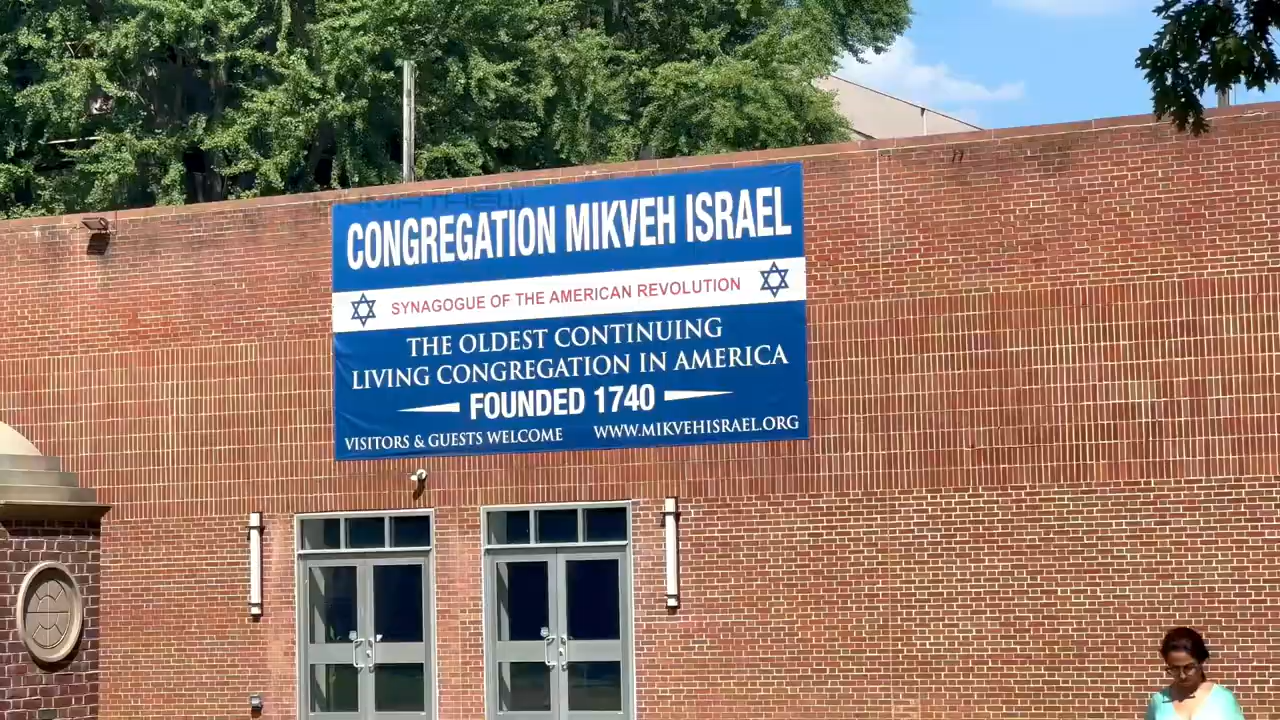 CONGREGATION MIKVEH ISRAEL
SYNAGOGUE OF THE AMERICAN REVOLUTION
THE OLDEST CONTINUING
LIVING CONGREGATION IN AMERICA
FOUNDED 1740
VISITORS & GUESTS WELCOME WWW.MIKVEHISRAEL.ORG